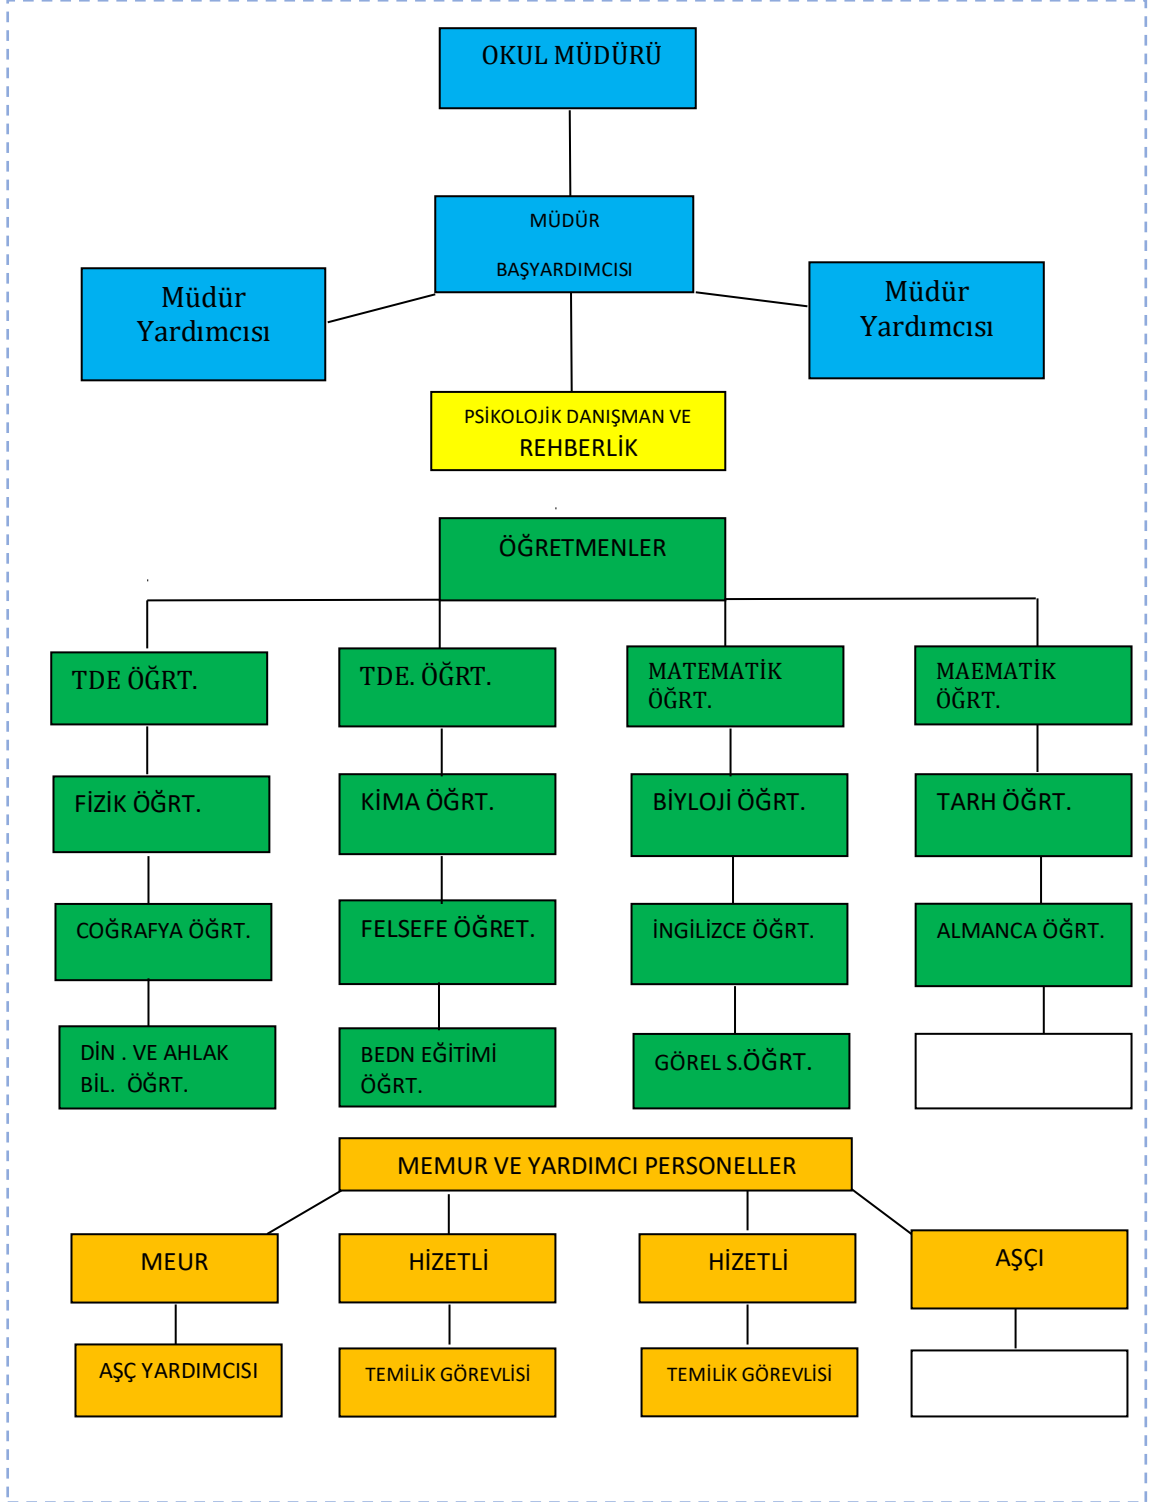 OKUL MÜDÜRÜ
MÜDÜR
BAŞYARDIMCISI
Müdür
Yardımcısı
Müdür
Yardımcısı
PSİKOLOJİK DANIŞMAN VE
REHBERLİK
ÖĞRETMENLER
TDE ÖĞRT.
TDE. ÖĞRT.
MATEMATİK
ÖĞRT.
MAEMATİK
ÖĞRT.
FİZİK ÖĞRT.
KİMA ÖĞRT.
BİYLOJİ ÖĞRT.
TARH ÖĞRT.
COĞRAFYA ÖĞRT.
FELSEFE ÖĞRET.
İNGİLİZCE ÖĞRT.
ALMANCA ÖĞRT.
DİN . VE AHLAK
BİL. ÖĞRT.
BEDN EĞİTİMİ
ÖĞRT.
GÖREL S.ÖĞRT.
MEMUR VE YARDIMCI PERSONELLER
MEUR
HİZETLİ
HİZETLİ
AŞÇI
AŞÇ YARDIMCISI
TEMİLİK GÖREVLİSİ
TEMİLİK GÖREVLİSİ